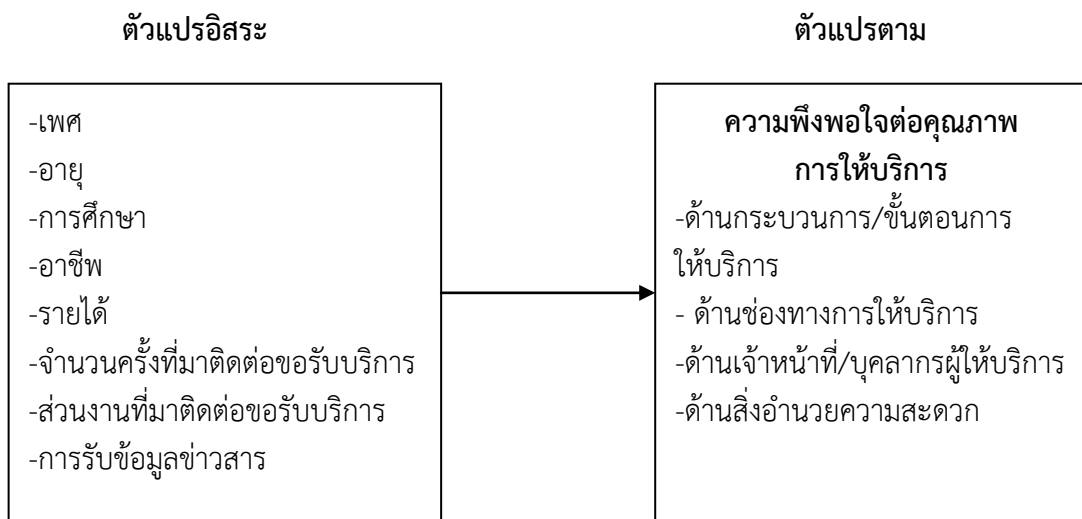 ตัวแปรอิสระ
-เพศ
-อายุ
-การศึกษา
-อาชีพ
-รายได้
-จำนวนครั้งที่มาติดต่อขอรับบริการ
-ส่วนงานที่มาติดต่อขอรับบริการ
-การรับข้อมูลข่าวสาร
ตัวแปรตาม
ความพึงพอใจต่อคุณภาพ
การให้บริการ
-ด้านกระบวนการ/ขั้นตอนการ
ให้บริการ
- ด้านช่องทางการให้บริการ
-ด้านเจ้าหน้าที่/บุคลากรผู้ให้บริการ
-ด้านสิ่งอำนวยความสะดวก